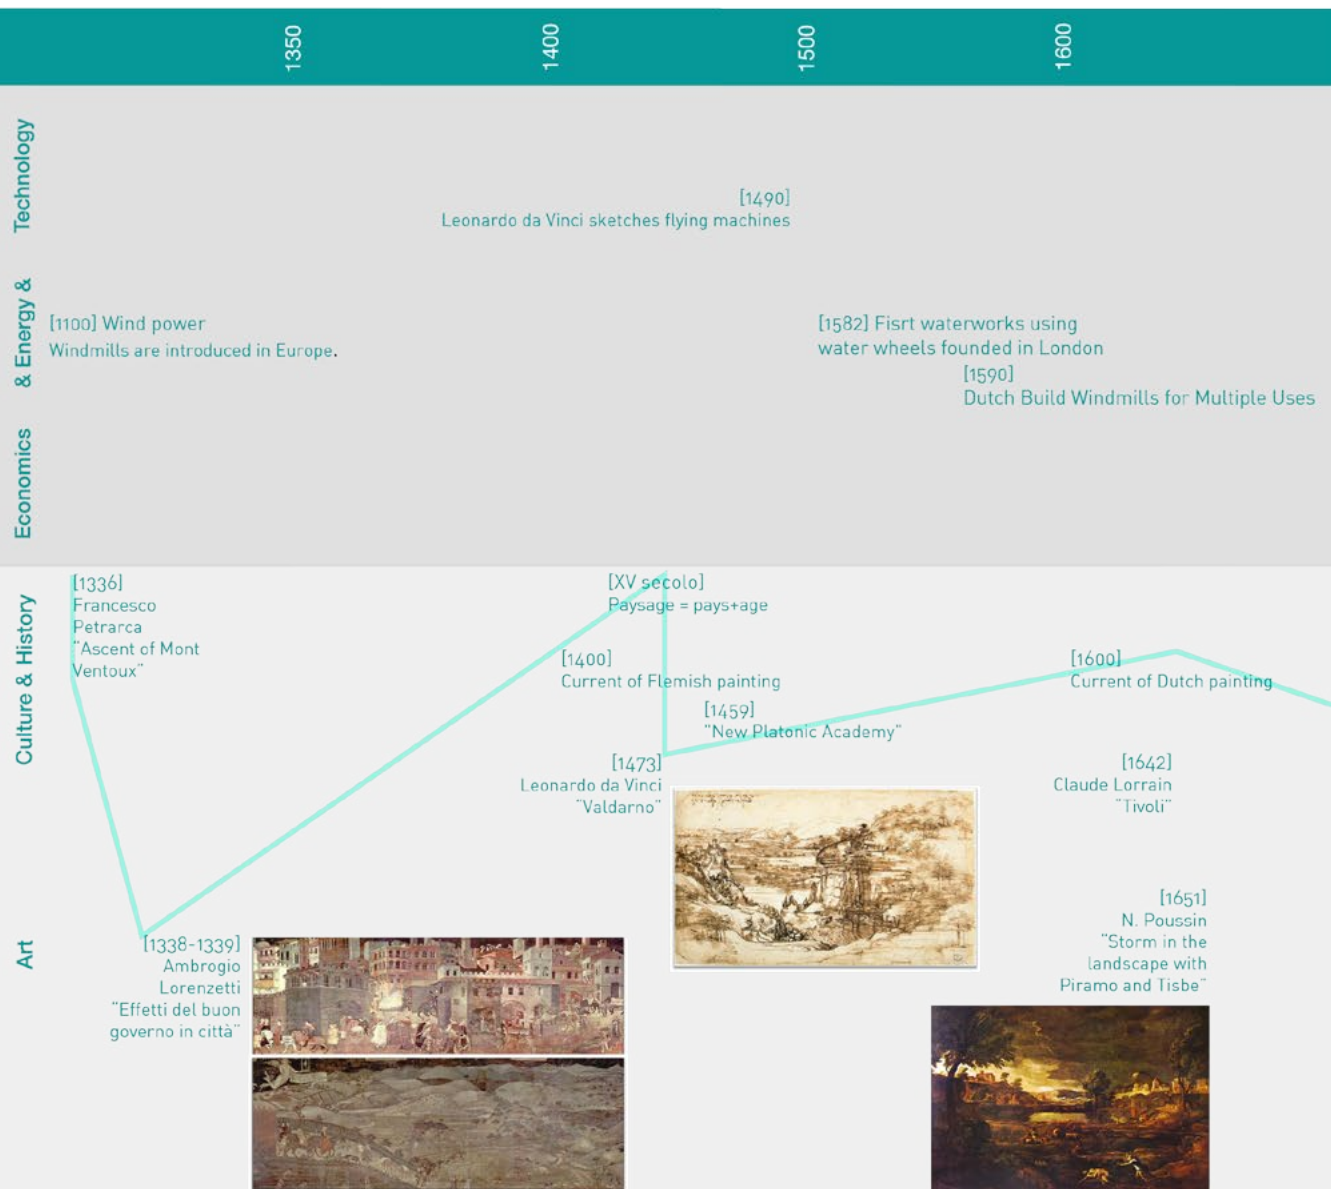 1350
1400
1500
1600
Technology
[1490]
Leonardo da Vinci sketches flying machines
& Energy &
[1100] Wind power
Windmills are introduced in Europe.
[1582] Fisrt waterworks using
water wheels founded in London
[1590]
Dutch Build Windmills for Multiple Uses
Economics
Culture & History
[1336]
Francesco
Petrarca
"Ascent of Mont
Ventoux"
[XV secolo]
Paysage = pays+age
[1400]
Current of Flemish painting
[1459]
"New Platonic Academy"
[1600]
Current of Dutch painting
[1473]
Leonardo da Vinci
"Valdarno"
[1642]
Claude Lorrain
"Tivoli"
Art
[1338-1339]
Ambrogio
Lorenzetti
"Effetti del buon
governo in città"
[1651]
N. Poussin
"Storm in the
landscape with
Piramo and Tisbe"